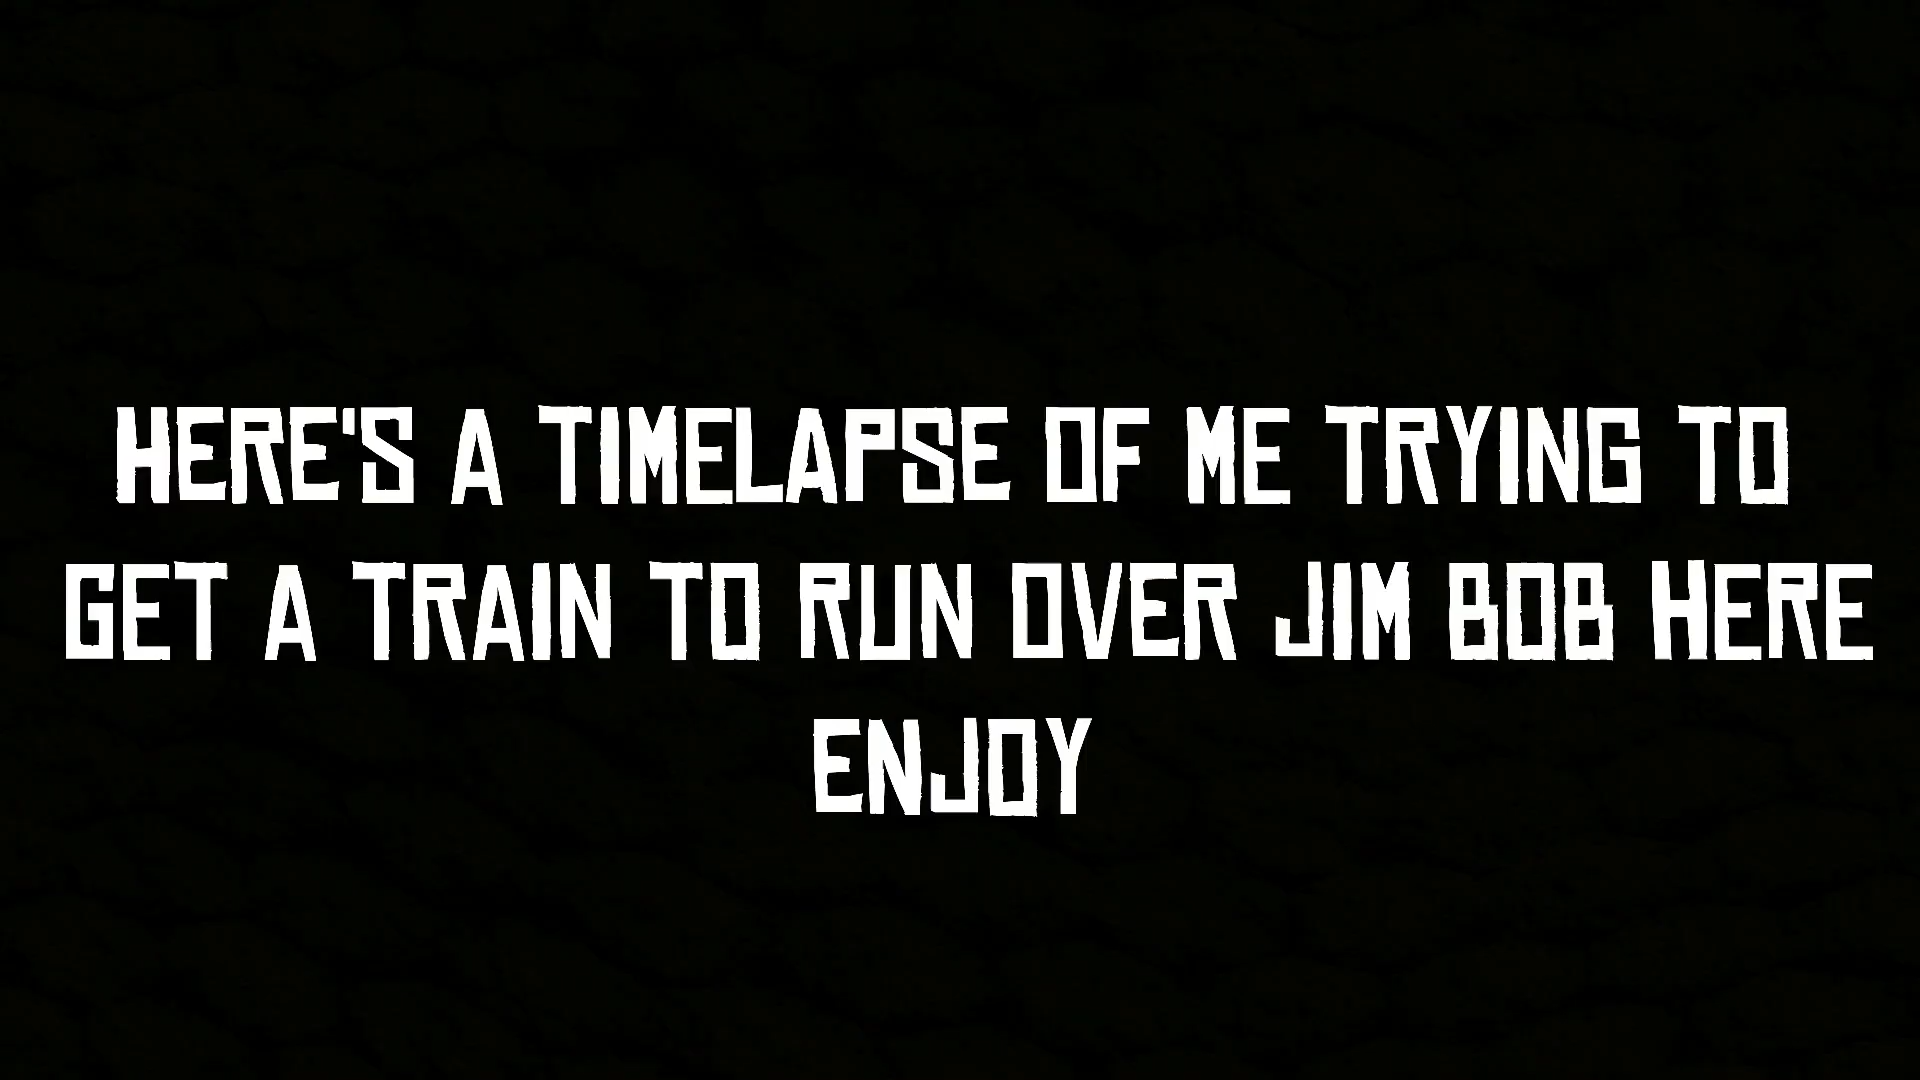 HERE'S A TIMELAPSE OF ME TRYING TO
GET A TRAIN TO RUN OVER JIM BOB HERE
ENJOY